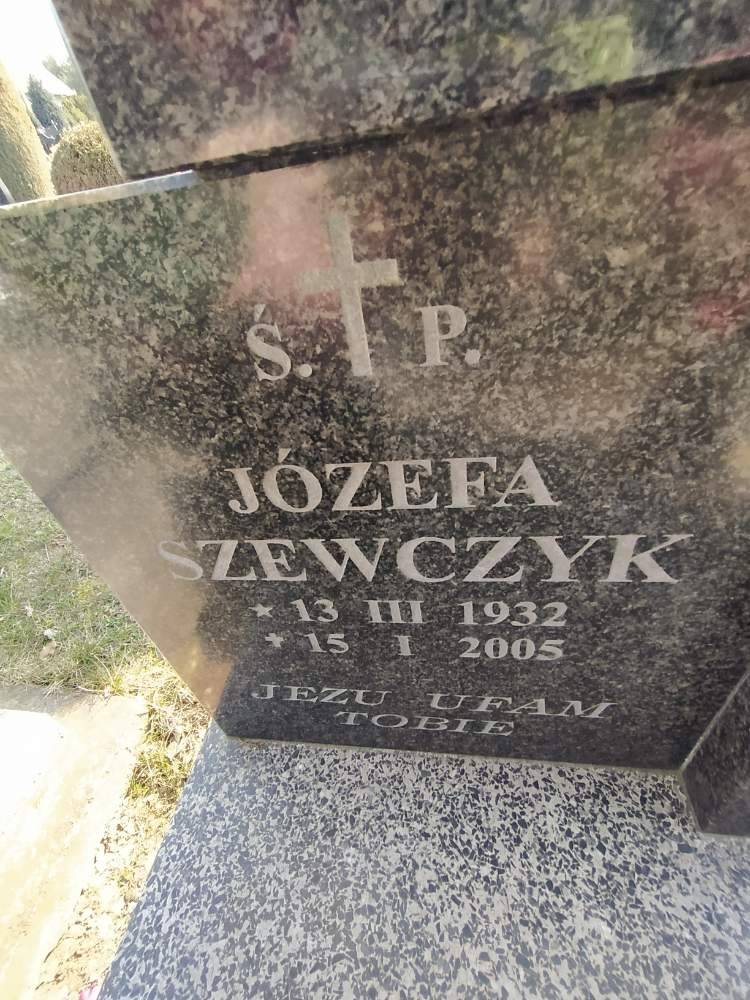 Ś. P.
JÓZEFA
SZEWCZYK
* 13 III 1932
✝ 15 I 2005
JEZU UFAM
TOBIE